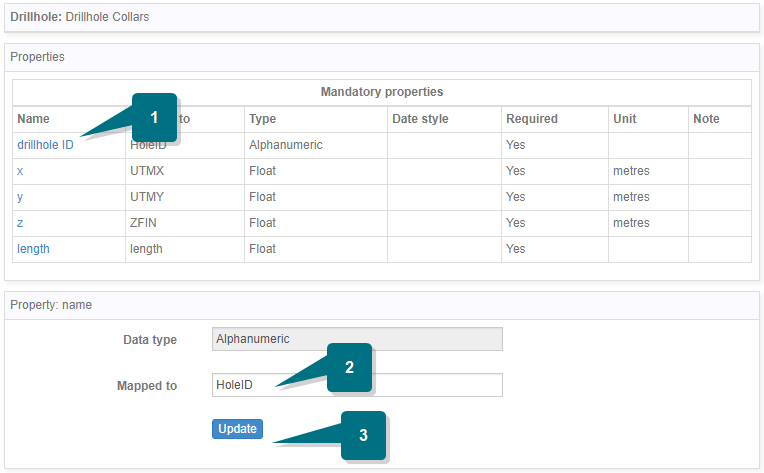 Drillhole: Drillhole Collars
Properties
Mandatory properties
Name to Type Date style Required Unit Note
drillhole ID HoleID Alphanumeric Yes
x UTMX Float Yes metres
y UTMY Float Yes metres
z ZFIN Float Yes metres
length length Float Yes
1
Property: name
Data type Alphanumeric
Mapped to HoleID
2
Update
3